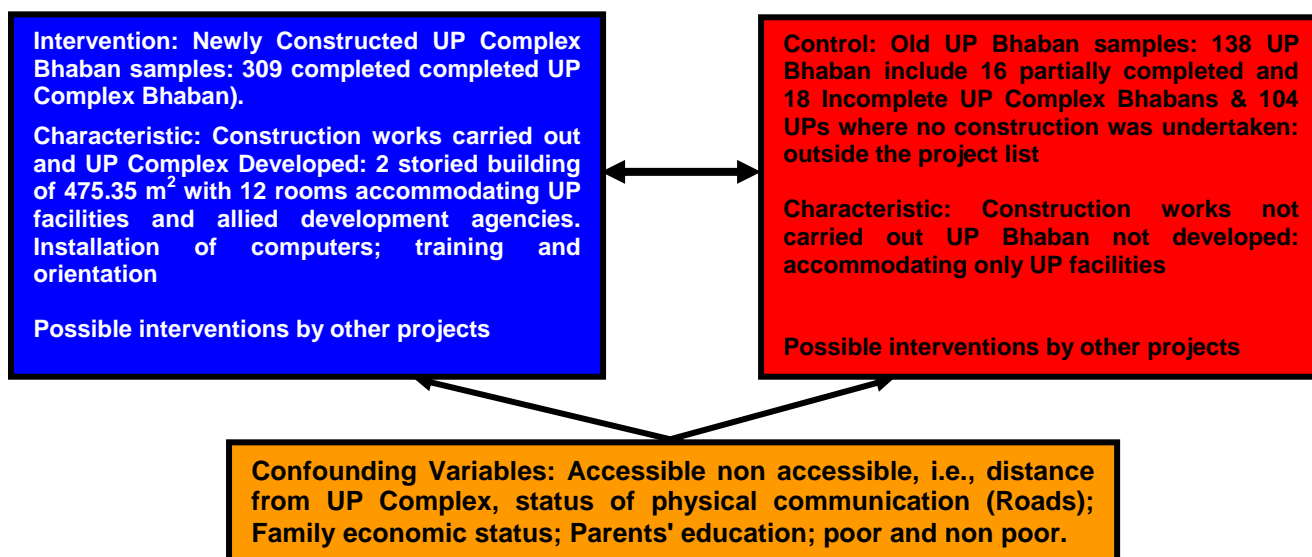 Intervention: Newly Constructed UP Complex
Bhaban samples: 309 completed completed UP
Complex Bhaban).
Characteristic: Construction works carried out
and UP Complex Developed: 2 storied building
of 475.35 m2 with 12 rooms accommodating UP
facilities and allied development agencies.
Installation of computers; training and
orientation
Possible interventions by other projects
Control: Old UP Bhaban samples: 138 UP
Bhaban include 16 partially completed and
18 Incomplete UP Complex Bhabans & 104
UPs where no construction was undertaken:
outside the project list
Characteristic: Construction works not
carried out UP Bhaban not developed:
accommodating only UP facilities
Possible interventions by other projects
Confounding Variables: Accessible non accessible, i.e., distance
from UP Complex, status of physical communication (Roads);
Family economic status; Parents' education; poor and non poor.